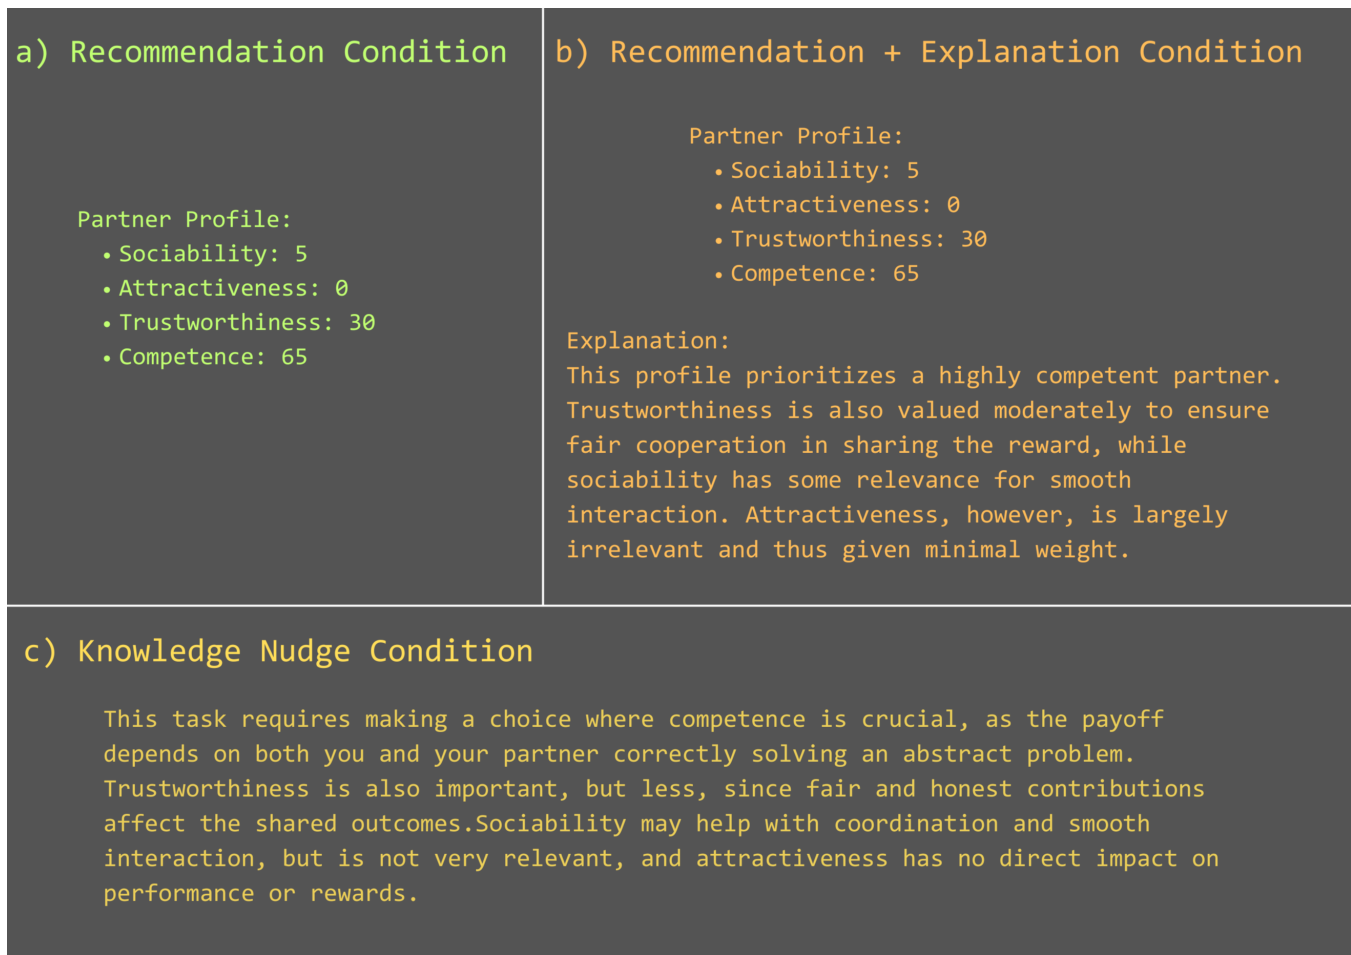 a) Recommendation Condition
Partner Profile:
• Sociability: 5
• Attractiveness: 0
• Trustworthiness: 30
• Competence: 65
b) Recommendation + Explanation Condition
Partner Profile:
• Sociability: 5
• Attractiveness: 0
• Trustworthiness: 30
• Competence: 65
Explanation:
This profile prioritizes a highly competent partner.
Trustworthiness is also valued moderately to ensure
fair cooperation in sharing the reward, while
sociability has some relevance for smooth
interaction. Attractiveness, however, is largely
irrelevant and thus given minimal weight.
c) Knowledge Nudge Condition
This task requires making a choice where competence is crucial, as the payoff
depends on both you and your partner correctly solving an abstract problem.
Trustworthiness is also important, but less, since fair and honest contributions
affect the shared outcomes.Sociability may help with coordination and smooth
interaction, but is not very relevant, and attractiveness has no direct impact on
performance or rewards.